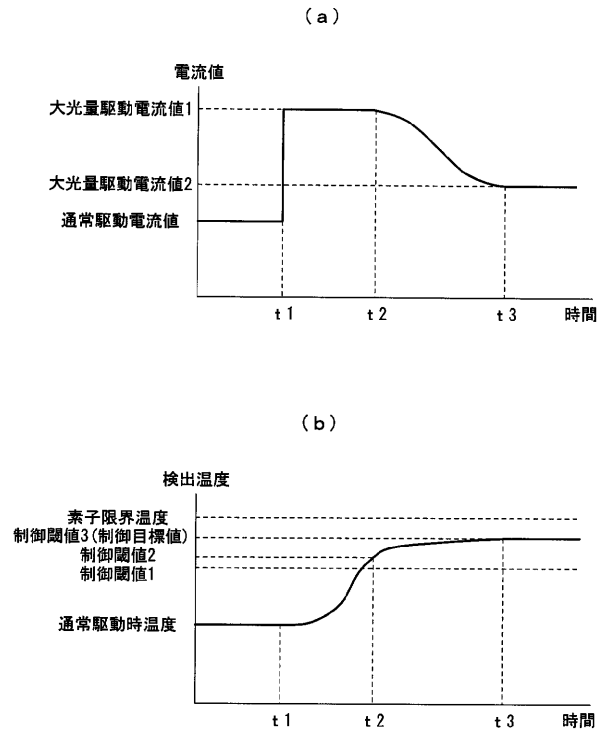 (a)
電流値
大光量駆動電流値1
大光量駆動電流値2
通常駆動電流値
t1 t2 t3 時間
(b)
検出温度
素子限界温度
制御閾値3(制御目標値)
制御閾値2
制御閾値1
通常駆動時温度
t1 t2 t3 時間